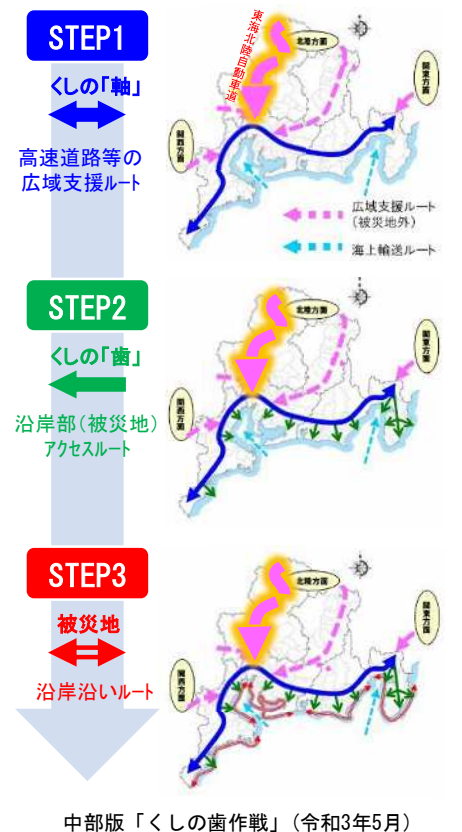 STEP1
くしの「軸」
高速道路等の
広域支援ルート
東海北陸自動車道
北陸方面
関東方面
関西方面
広域支援ルート
(被災地外)
海上輸送ルート
STEP2
くしの「歯」
沿岸部(被災地)
アクセスルート
北陸方面
関東方面
関西方面
STEP3
被災地
沿岸沿いルート
北陸方面
関東方面
関西方面
中部版「くしの歯作戦」(令和3年5月)